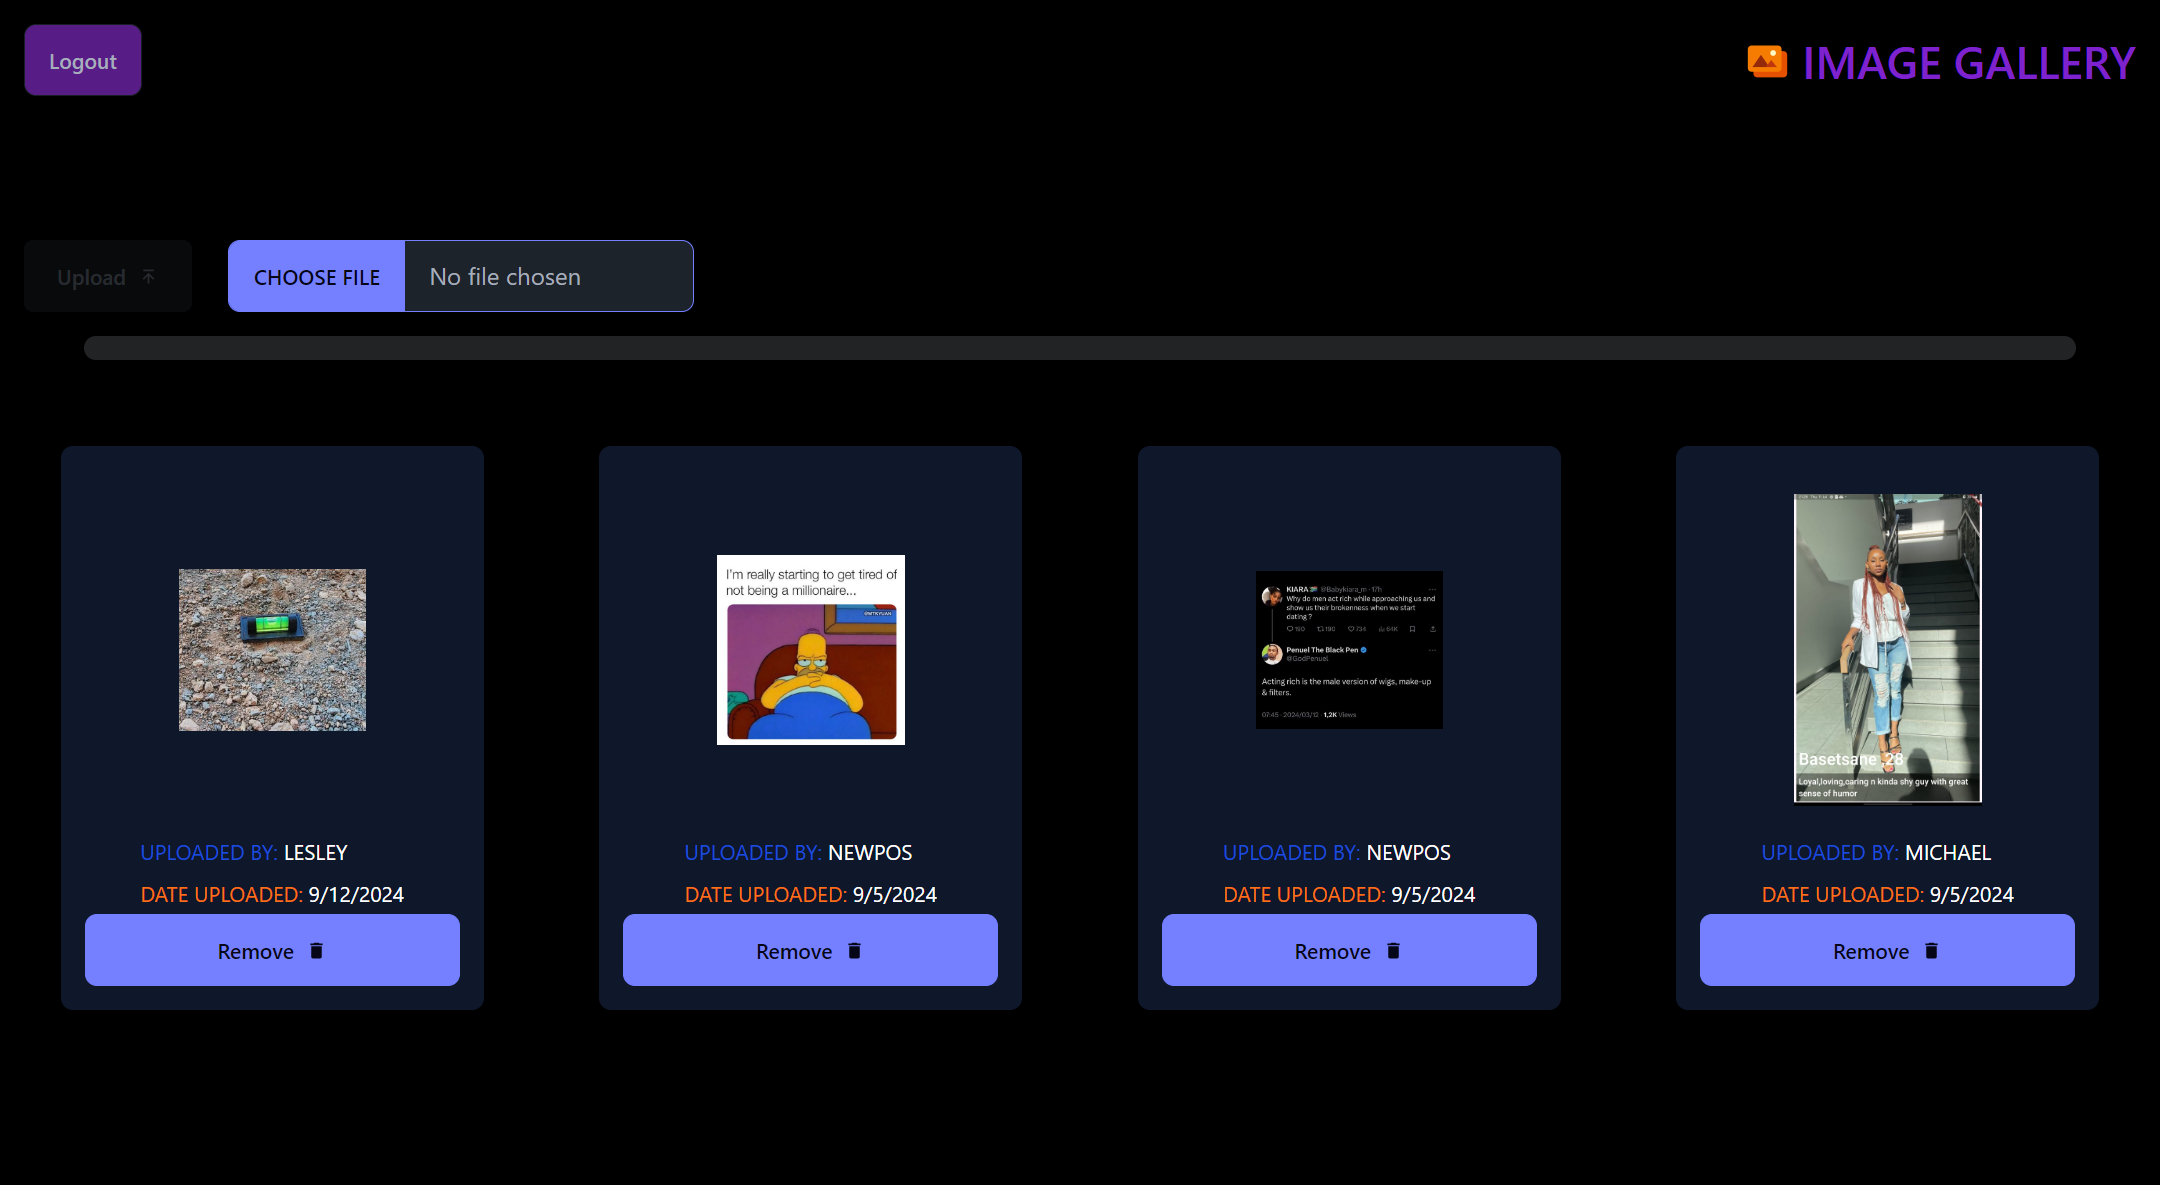 Logout
IMAGE GALLERY
Upload
CHOOSE FILE
No file chosen
I'm really starting to get tired of
not being a millionaire...
@MTRYUAN
UPLOADED BY: LESLEY
DATE UPLOADED: 9/12/2024
Remove
UPLOADED BY: NEWPOS
DATE UPLOADED: 9/5/2024
Remove
KIARA @Babykiara_m · 17h
Why do men act rich while approaching us and
show us their brokenness when we start
dating ?
190 190 734 84K
Penuel The Black Pen
@GodPenuel
Acting rich is the male version of wigs, make-up
& filters.
07:45 · 2024/03/12 · 1,2K Views
UPLOADED BY: NEWPOS
DATE UPLOADED: 9/5/2024
Remove
Basetsane ,28
Loyal,loving,caring n kinda shy guy with great
sense of humor
UPLOADED BY: MICHAEL
DATE UPLOADED: 9/5/2024
Remove